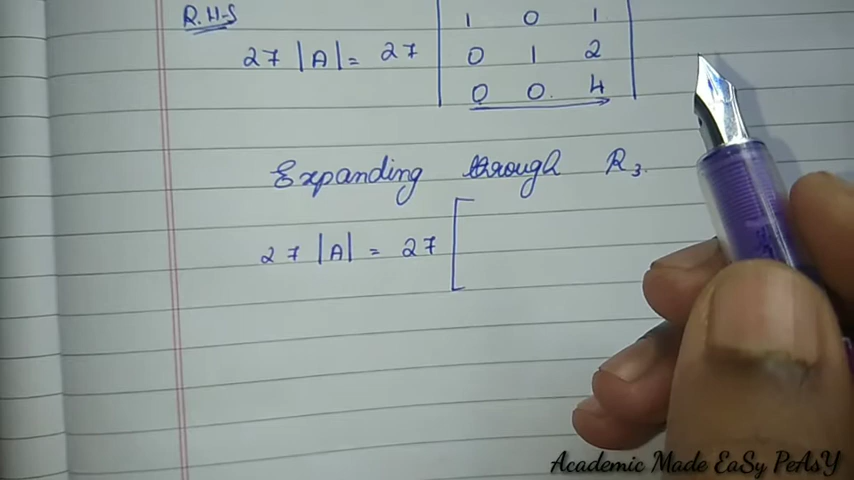 R.H.S
27 |A| = 27 | 1 0 1 |
| 0 1 2 |
| 0 0. 4 |
Expanding through R₃.
27 |A| = 27 [
Academic Made EaSy PeAsY